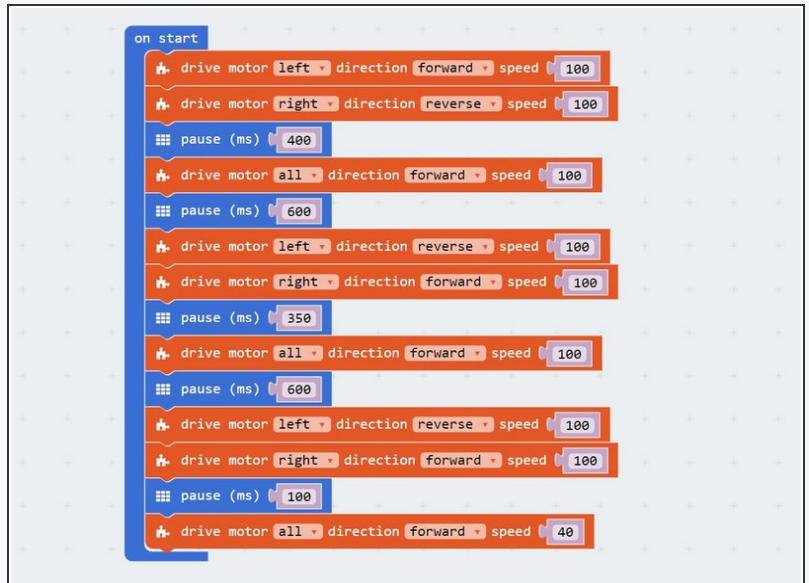 on start
drive motor left direction forward speed 100
drive motor right direction reverse speed 100
pause (ms) 400
drive motor all direction forward speed 100
pause (ms) 600
drive motor left direction reverse speed 100
drive motor right direction forward speed 100
pause (ms) 350
drive motor all direction forward speed 100
pause (ms) 600
drive motor left direction reverse speed 100
drive motor right direction forward speed 100
pause (ms) 100
drive motor all direction forward speed 40